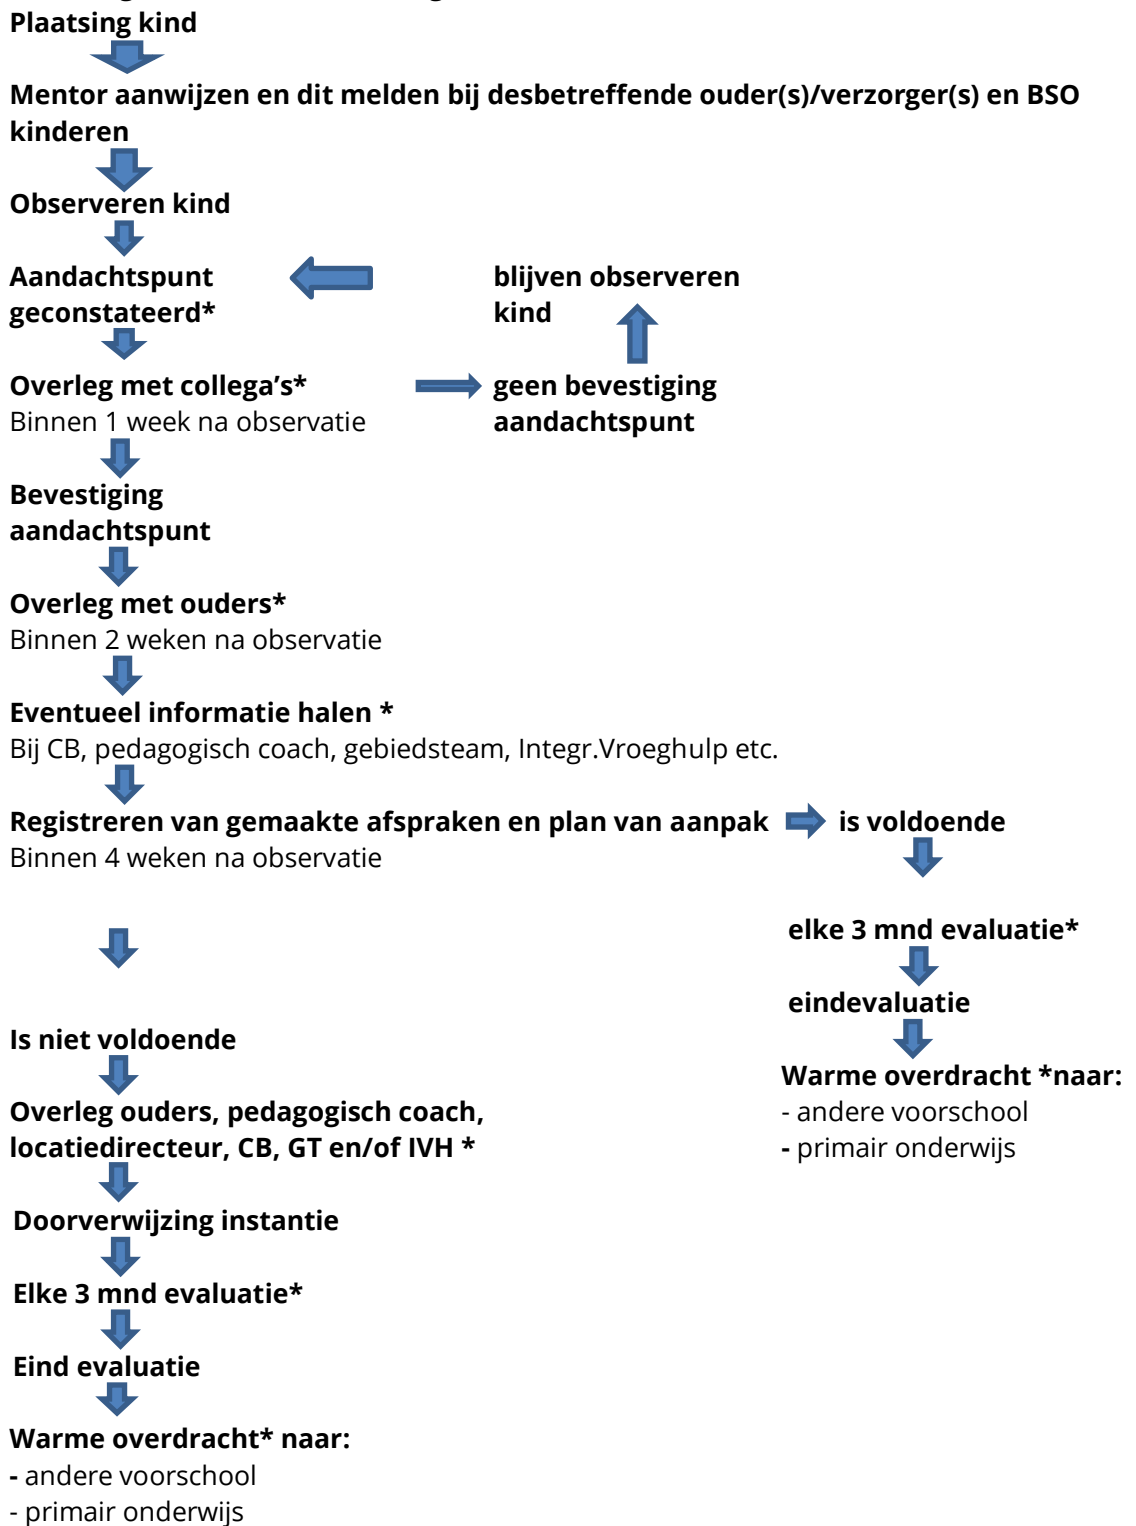 Plaatsing kind
Mentor aanwijzen en dit melden bij desbetreffende ouder(s)/verzorger(s) en BSO
kinderen
Observeren kind
Aandachtspunt
geconstateerd*
blijven observeren
kind
Overleg met collega’s*
Binnen 1 week na observatie
geen bevestiging
aandachtspunt
Bevestiging
aandachtspunt
Overleg met ouders*
Binnen 2 weken na observatie
Eventueel informatie halen *
Bij CB, pedagogisch coach, gebiedsteam, Integr.Vroeghulp etc.
Registreren van gemaakte afspraken en plan van aanpak
is voldoende
Binnen 4 weken na observatie
elke 3 mnd evaluatie*
eindevaluatie
Warme overdracht *naar:
- andere voorschool
- primair onderwijs
Is niet voldoende
Overleg ouders, pedagogisch coach,
locatiedirecteur, CB, GT en/of IVH *
Doorverwijzing instantie
Elke 3 mnd evaluatie*
Eind evaluatie
Warme overdracht* naar:
- andere voorschool
- primair onderwijs